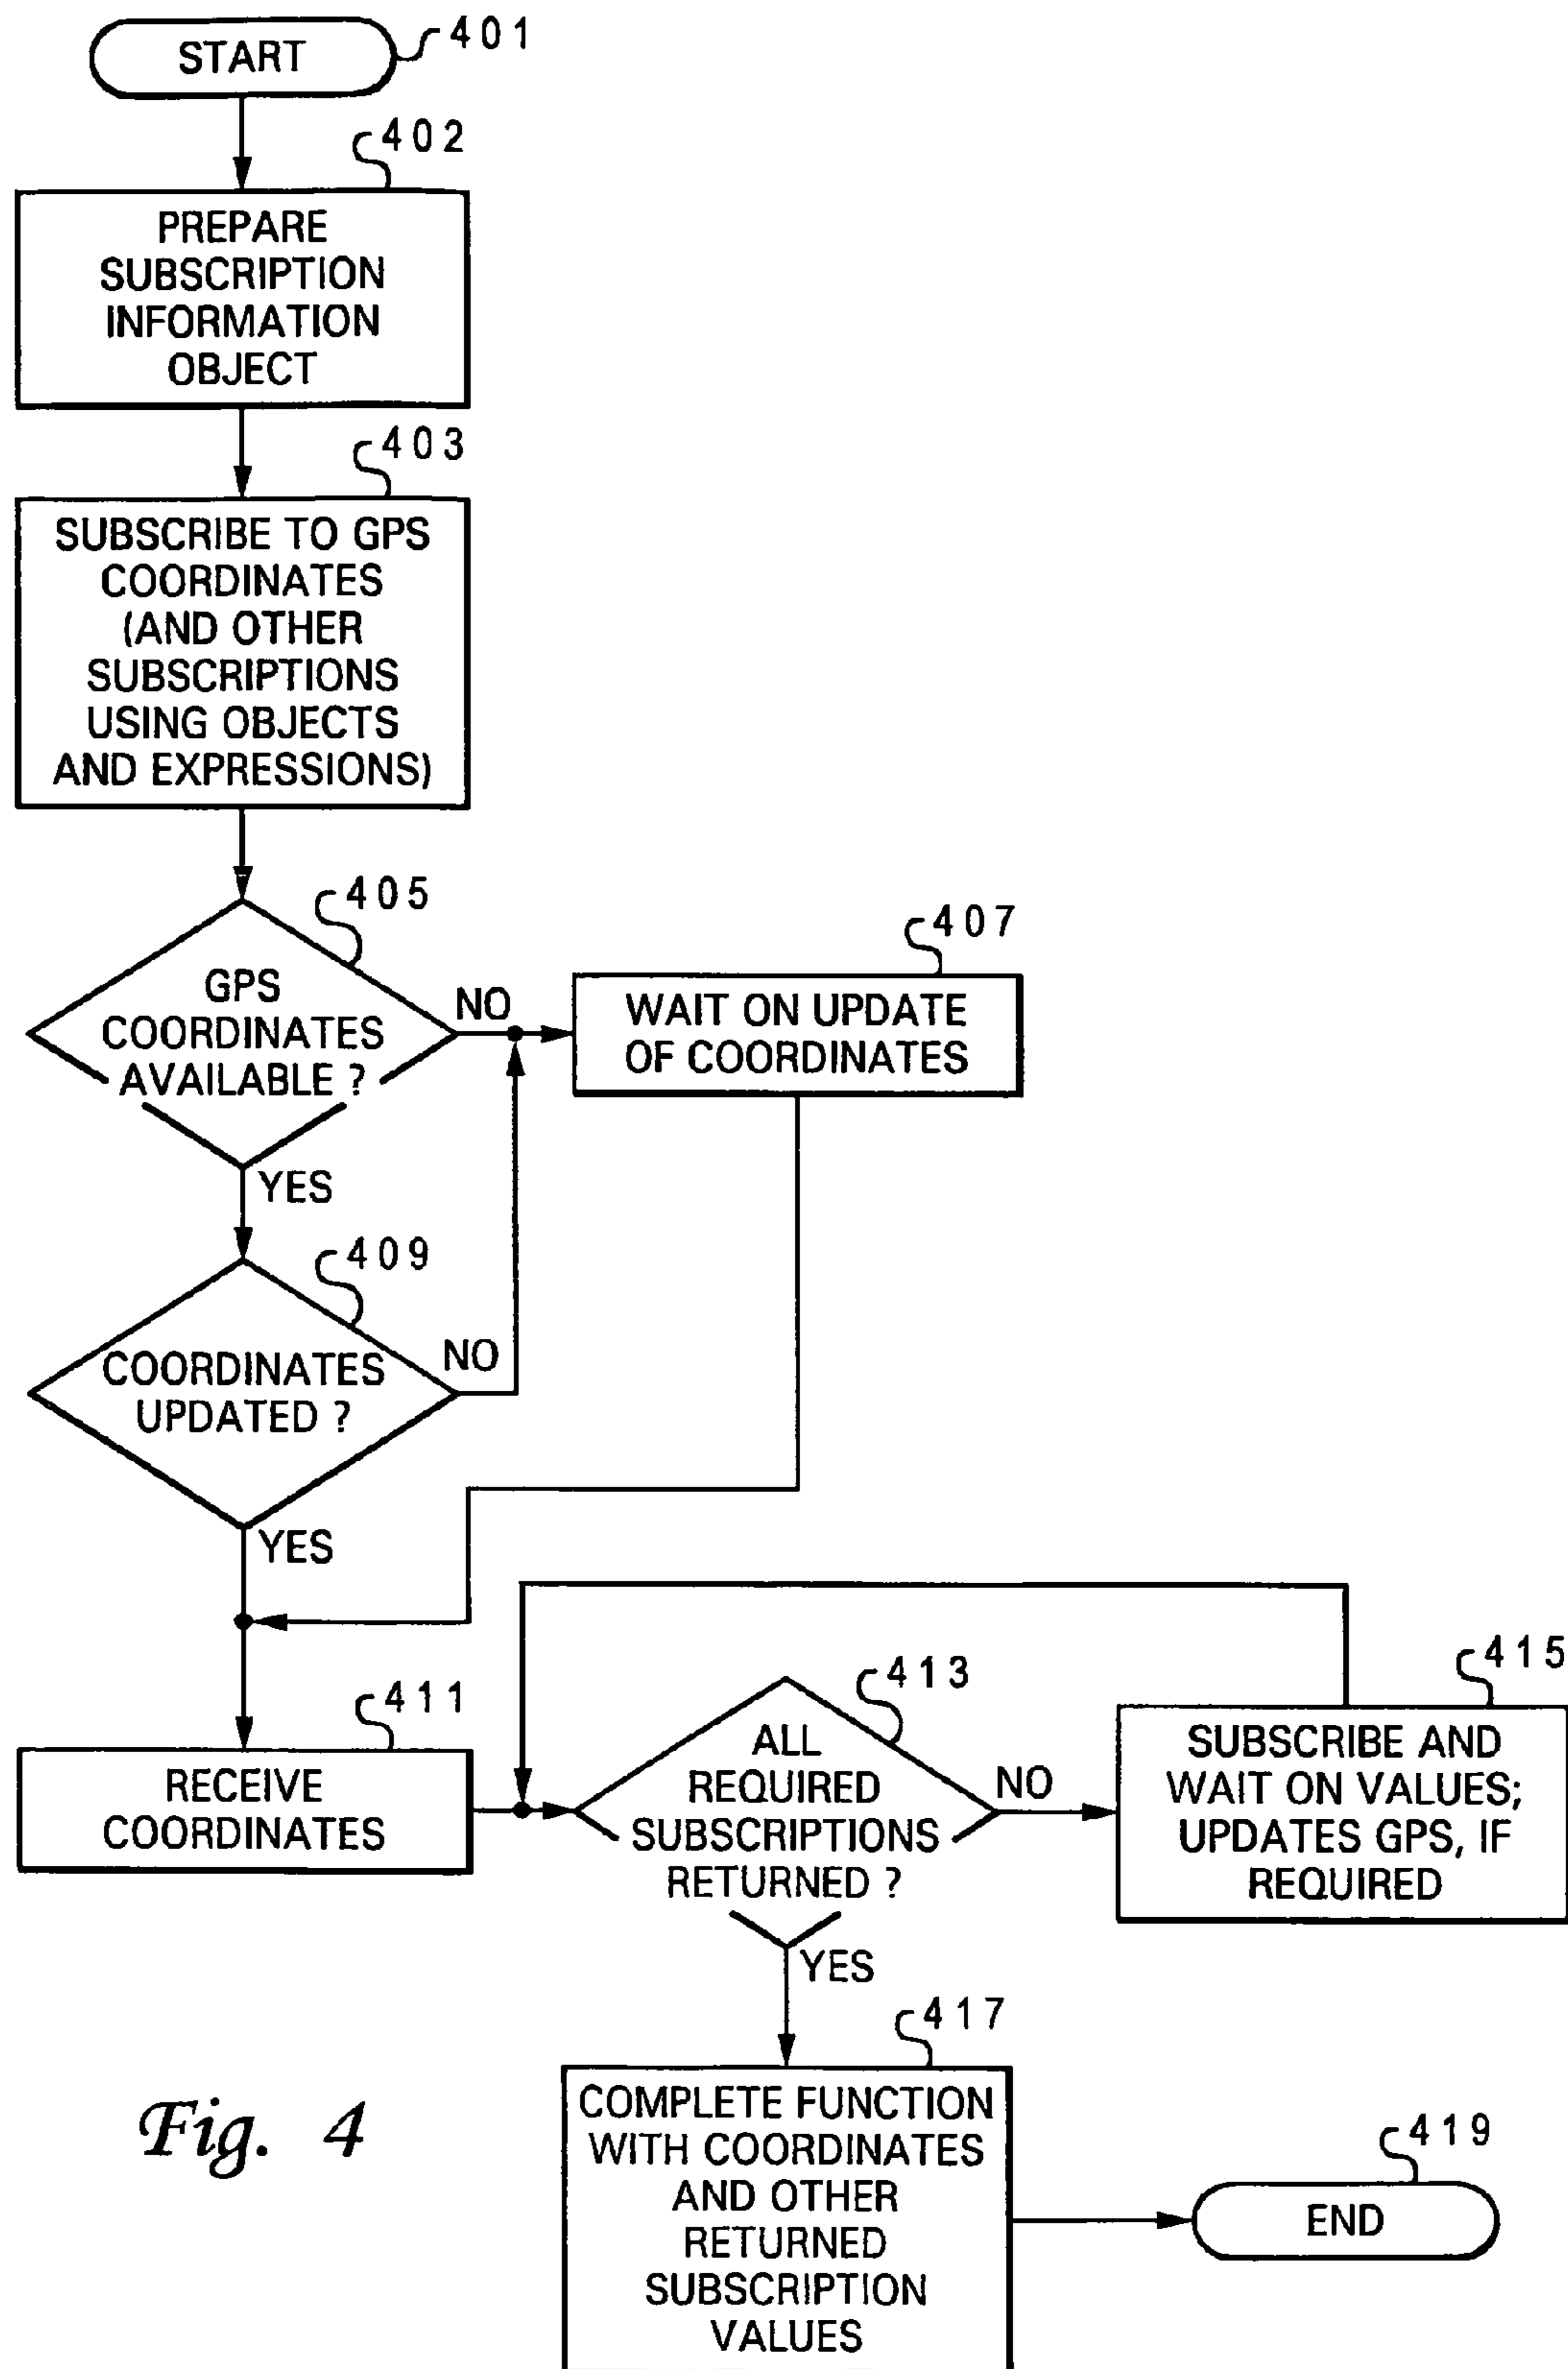 START
401
402
PREPARE
SUBSCRIPTION
INFORMATION
OBJECT
403
SUBSCRIBE TO GPS
COORDINATES
(AND OTHER
SUBSCRIPTIONS
USING OBJECTS
AND EXPRESSIONS)
405
GPS
COORDINATES
AVAILABLE ?
NO
YES
407
WAIT ON UPDATE
OF COORDINATES
409
COORDINATES
UPDATED ?
NO
YES
411
RECEIVE
COORDINATES
413
ALL
REQUIRED
SUBSCRIPTIONS
RETURNED ?
NO
YES
415
SUBSCRIBE AND
WAIT ON VALUES;
UPDATES GPS, IF
REQUIRED
417
COMPLETE FUNCTION
WITH COORDINATES
AND OTHER
RETURNED
SUBSCRIPTION
VALUES
419
END
Fig. 4